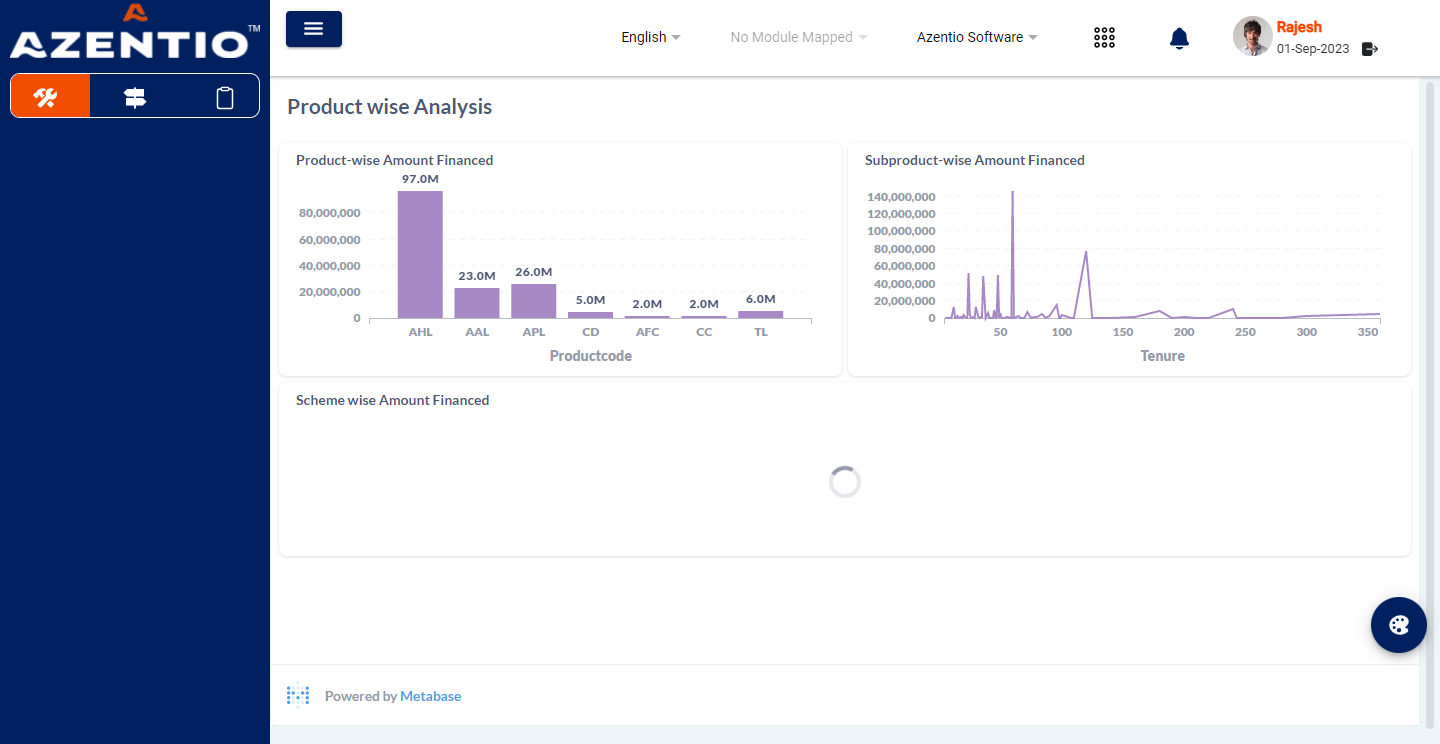 AZENTIO™
English
No Module Mapped
Azentio Software
Rajesh
01-Sep-2023
Product wise Analysis
Product-wise Amount Financed
97.0M
80,000,000
60,000,000
40,000,000
20,000,000
0
23.0M
26.0M
5.0M
2.0M
2.0M
6.0M
AHL AAL APL CD AFC CC TL
Productcode
Subproduct-wise Amount Financed
140,000,000
120,000,000
100,000,000
80,000,000
60,000,000
40,000,000
20,000,000
0
50 100 150 200 250 300 350
Tenure
Scheme wise Amount Financed
Powered by Metabase